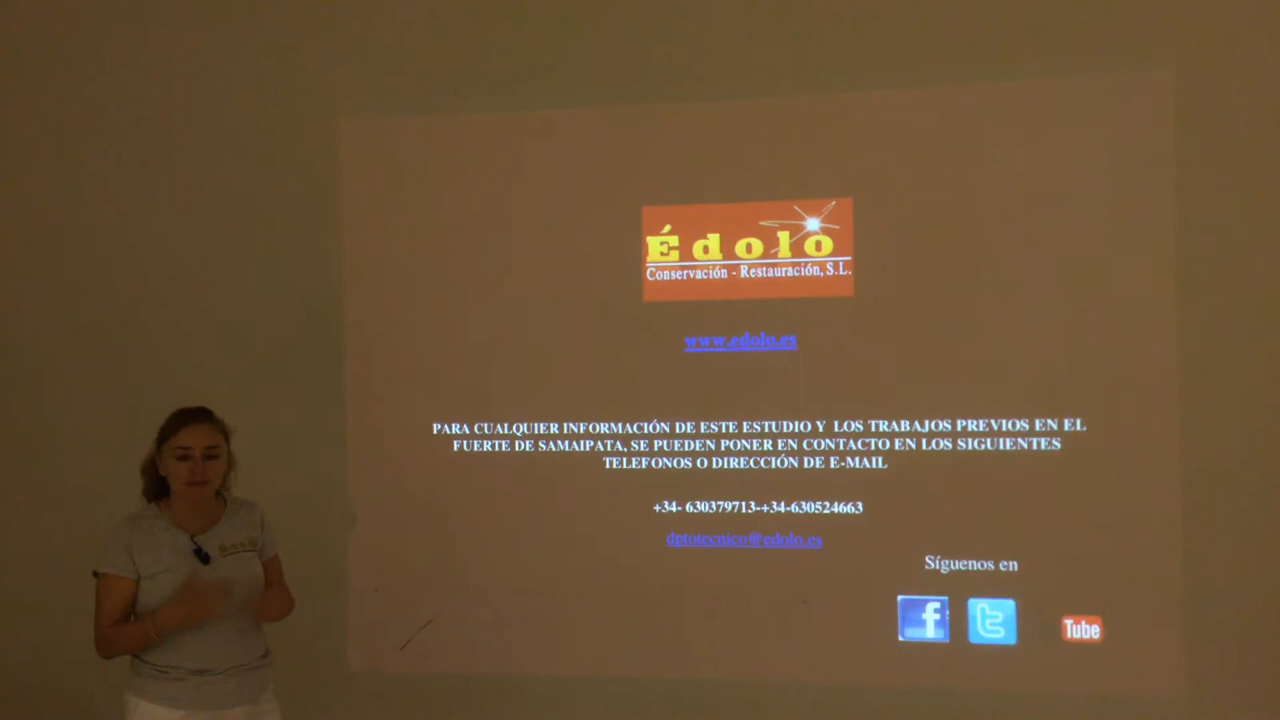 Édolo
Conservación - Restauración, S.L.
www.edolo.es
PARA CUALQUIER INFORMACIÓN DE ESTE ESTUDIO Y LOS TRABAJOS PREVIOS EN EL
FUERTE DE SAMAIPATA, SE PUEDEN PONER EN CONTACTO EN LOS SIGUIENTES
TELEFONOS O DIRECCIÓN DE E-MAIL
+34- 630379713-+34-630524663
dptotecnico@edolo.es
Síguenos en
f t Tube
Édolo